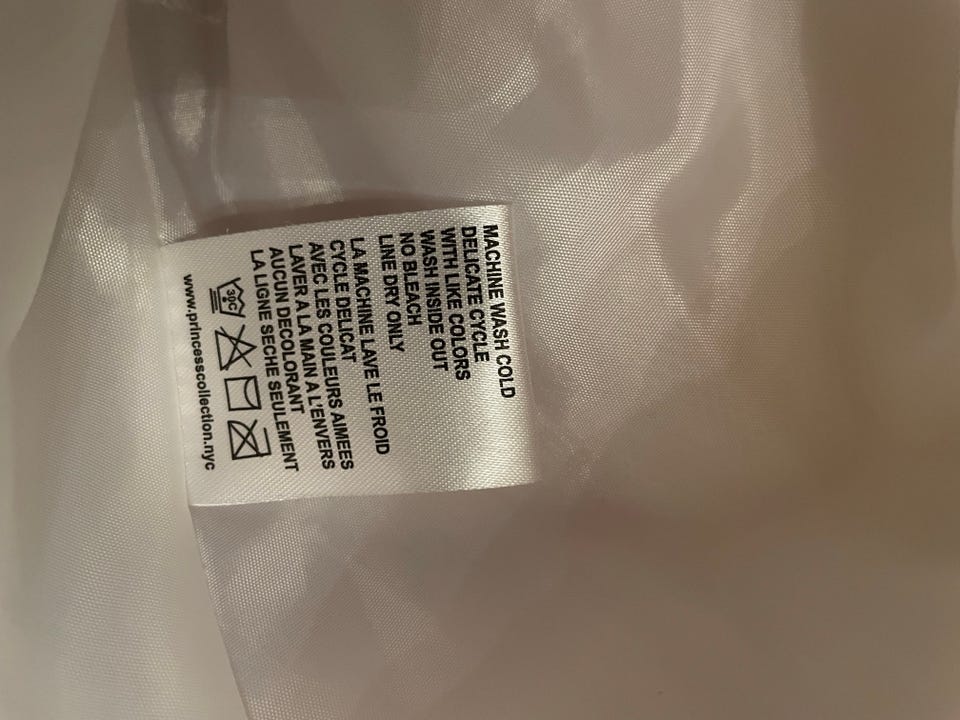 MACHINE WASH COLD
DELICATE CYCLE
WITH LIKE COLORS
WASH INSIDE OUT
NO BLEACH
LINE DRY ONLY
LA MACHINE LAVE LE FROID
CYCLE DELICAT
AVEC LES COULEURS AIMEES
LAVER A LA MAIN A L'ENVERS
AUCUN DECOLORANT
LA LIGNE SECHE SEULEMENT
30C
www.princesscollection.nyc